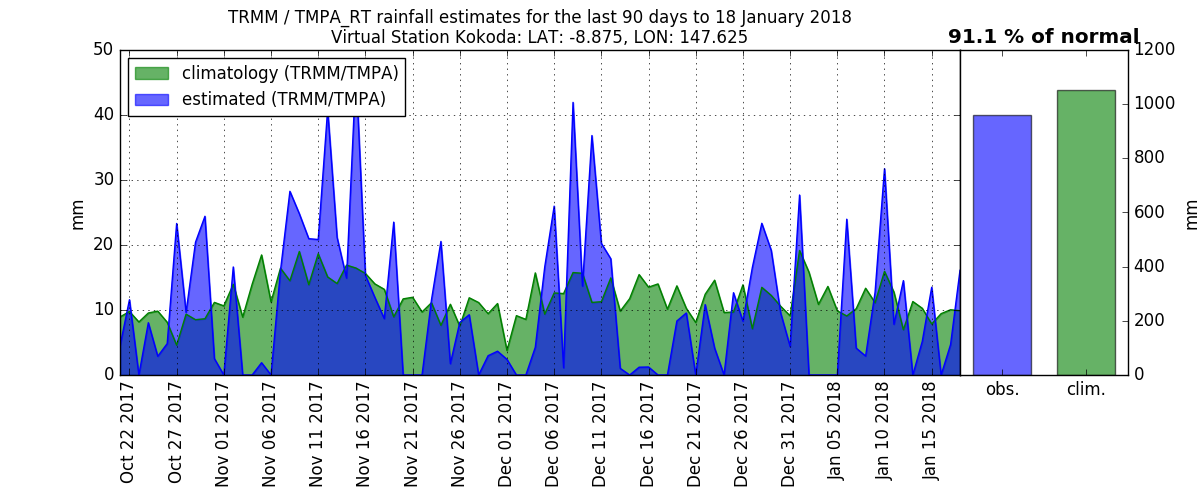 TRMM / TMPA_RT rainfall estimates for the last 90 days to 18 January 2018
Virtual Station Kokoda: LAT: -8.875, LON: 147.625
91.1 % of normal
climatology (TRMM/TMPA)
estimated (TRMM/TMPA)
50
40
30
20
10
0
mm
1200
1000
800
600
400
200
0
mm
Oct 22 2017
Oct 27 2017
Nov 01 2017
Nov 06 2017
Nov 11 2017
Nov 16 2017
Nov 21 2017
Nov 26 2017
Dec 01 2017
Dec 06 2017
Dec 11 2017
Dec 16 2017
Dec 21 2017
Dec 26 2017
Dec 31 2017
Jan 05 2018
Jan 10 2018
Jan 15 2018
obs.
clim.